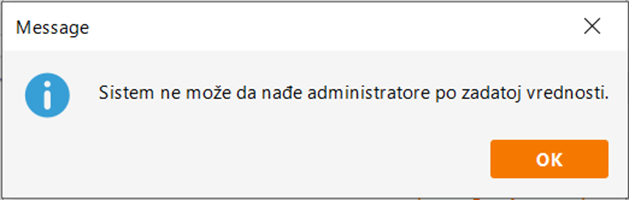 Message
Sistem ne može da nađe administratore po zadatoj vrednosti.
OK